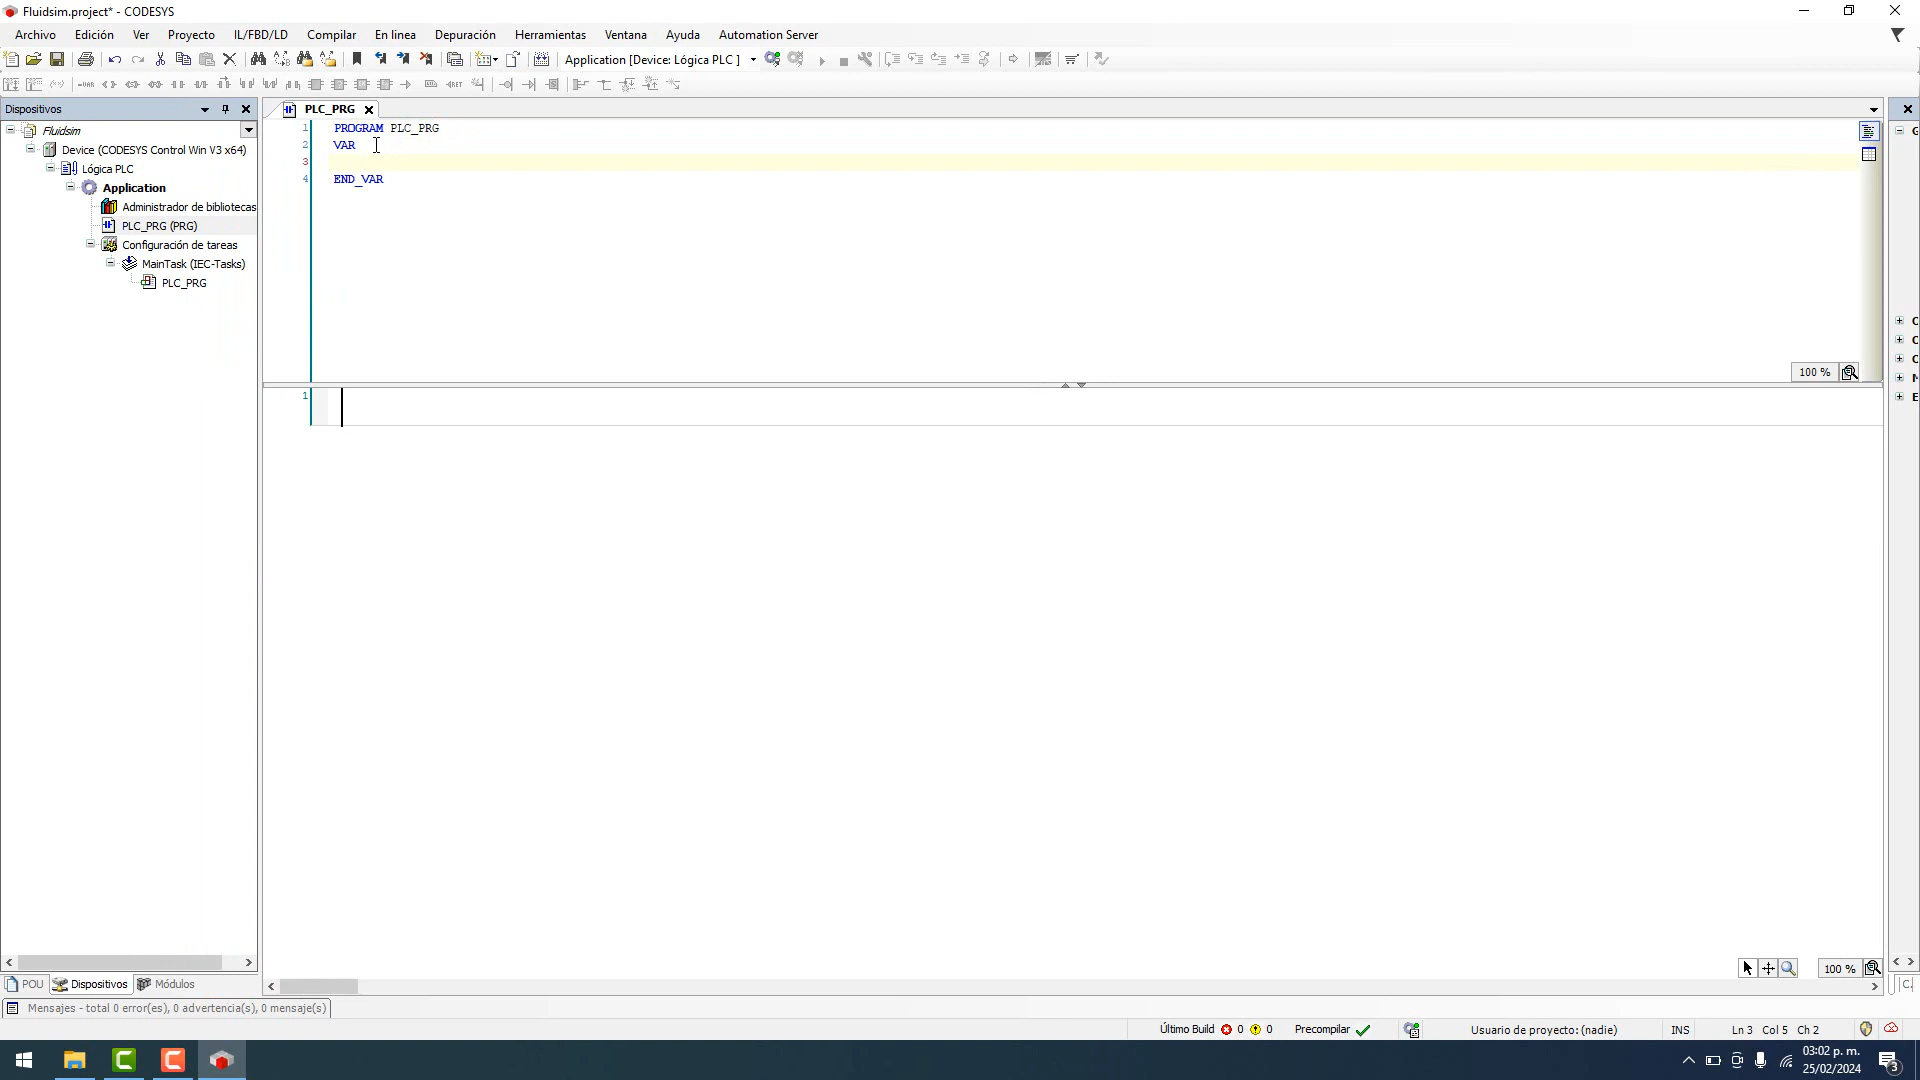 Fluidsim.project* - CODESYS
Archivo Edición Ver Proyecto IL/FBD/LD Compilar En linea Depuración Herramientas Ventana Ayuda Automation Server
Application [Device: Lógica PLC ]
Dispositivos
PLC_PRG
Fluidsim
Device (CODESYS Control Win V3 x64)
Lógica PLC
Application
Administrador de bibliotecas
PLC_PRG (PRG)
Configuración de tareas
MainTask (IEC-Tasks)
PLC_PRG
1 PROGRAM PLC_PRG
2 VAR
3
4 END_VAR
100 %
1
100 %
POU Dispositivos Módulos
Mensajes - total 0 error(es), 0 advertencia(s), 0 mensaje(s)
Último Build 0 0 Precompilar Usuario de proyecto: (nadie) INS Ln 3 Col 5 Ch 2
03:02 p. m.
25/02/2024
3